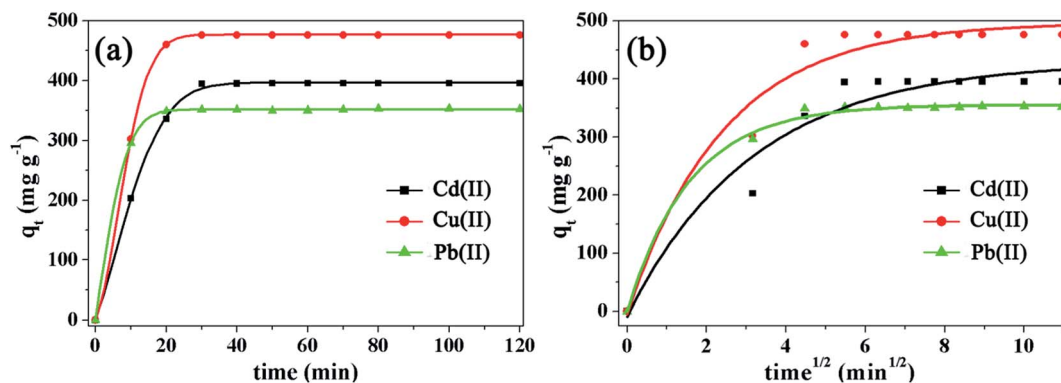 (a)
500
400
300
200
100
0
q_t (mg g⁻¹)
Cd(II)
Cu(II)
Pb(II)
0 20 40 60 80 100 120
time (min)
(b)
500
400
300
200
100
0
q_t (mg g⁻¹)
Cd(II)
Cu(II)
Pb(II)
0 2 4 6 8 10
time^1/2 (min^1/2)